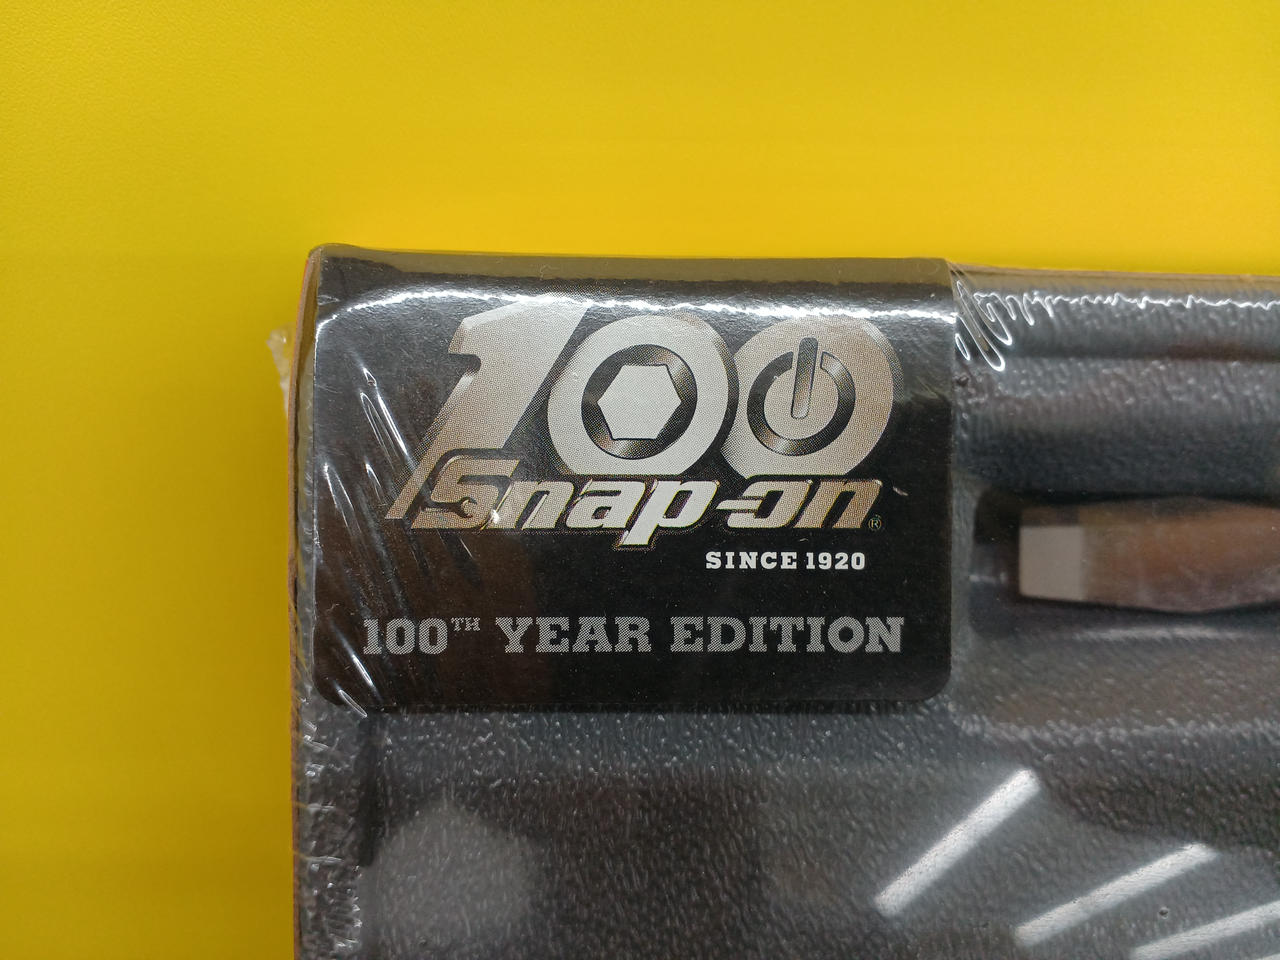 100
Snap-on®
SINCE 1920
100TH YEAR EDITION